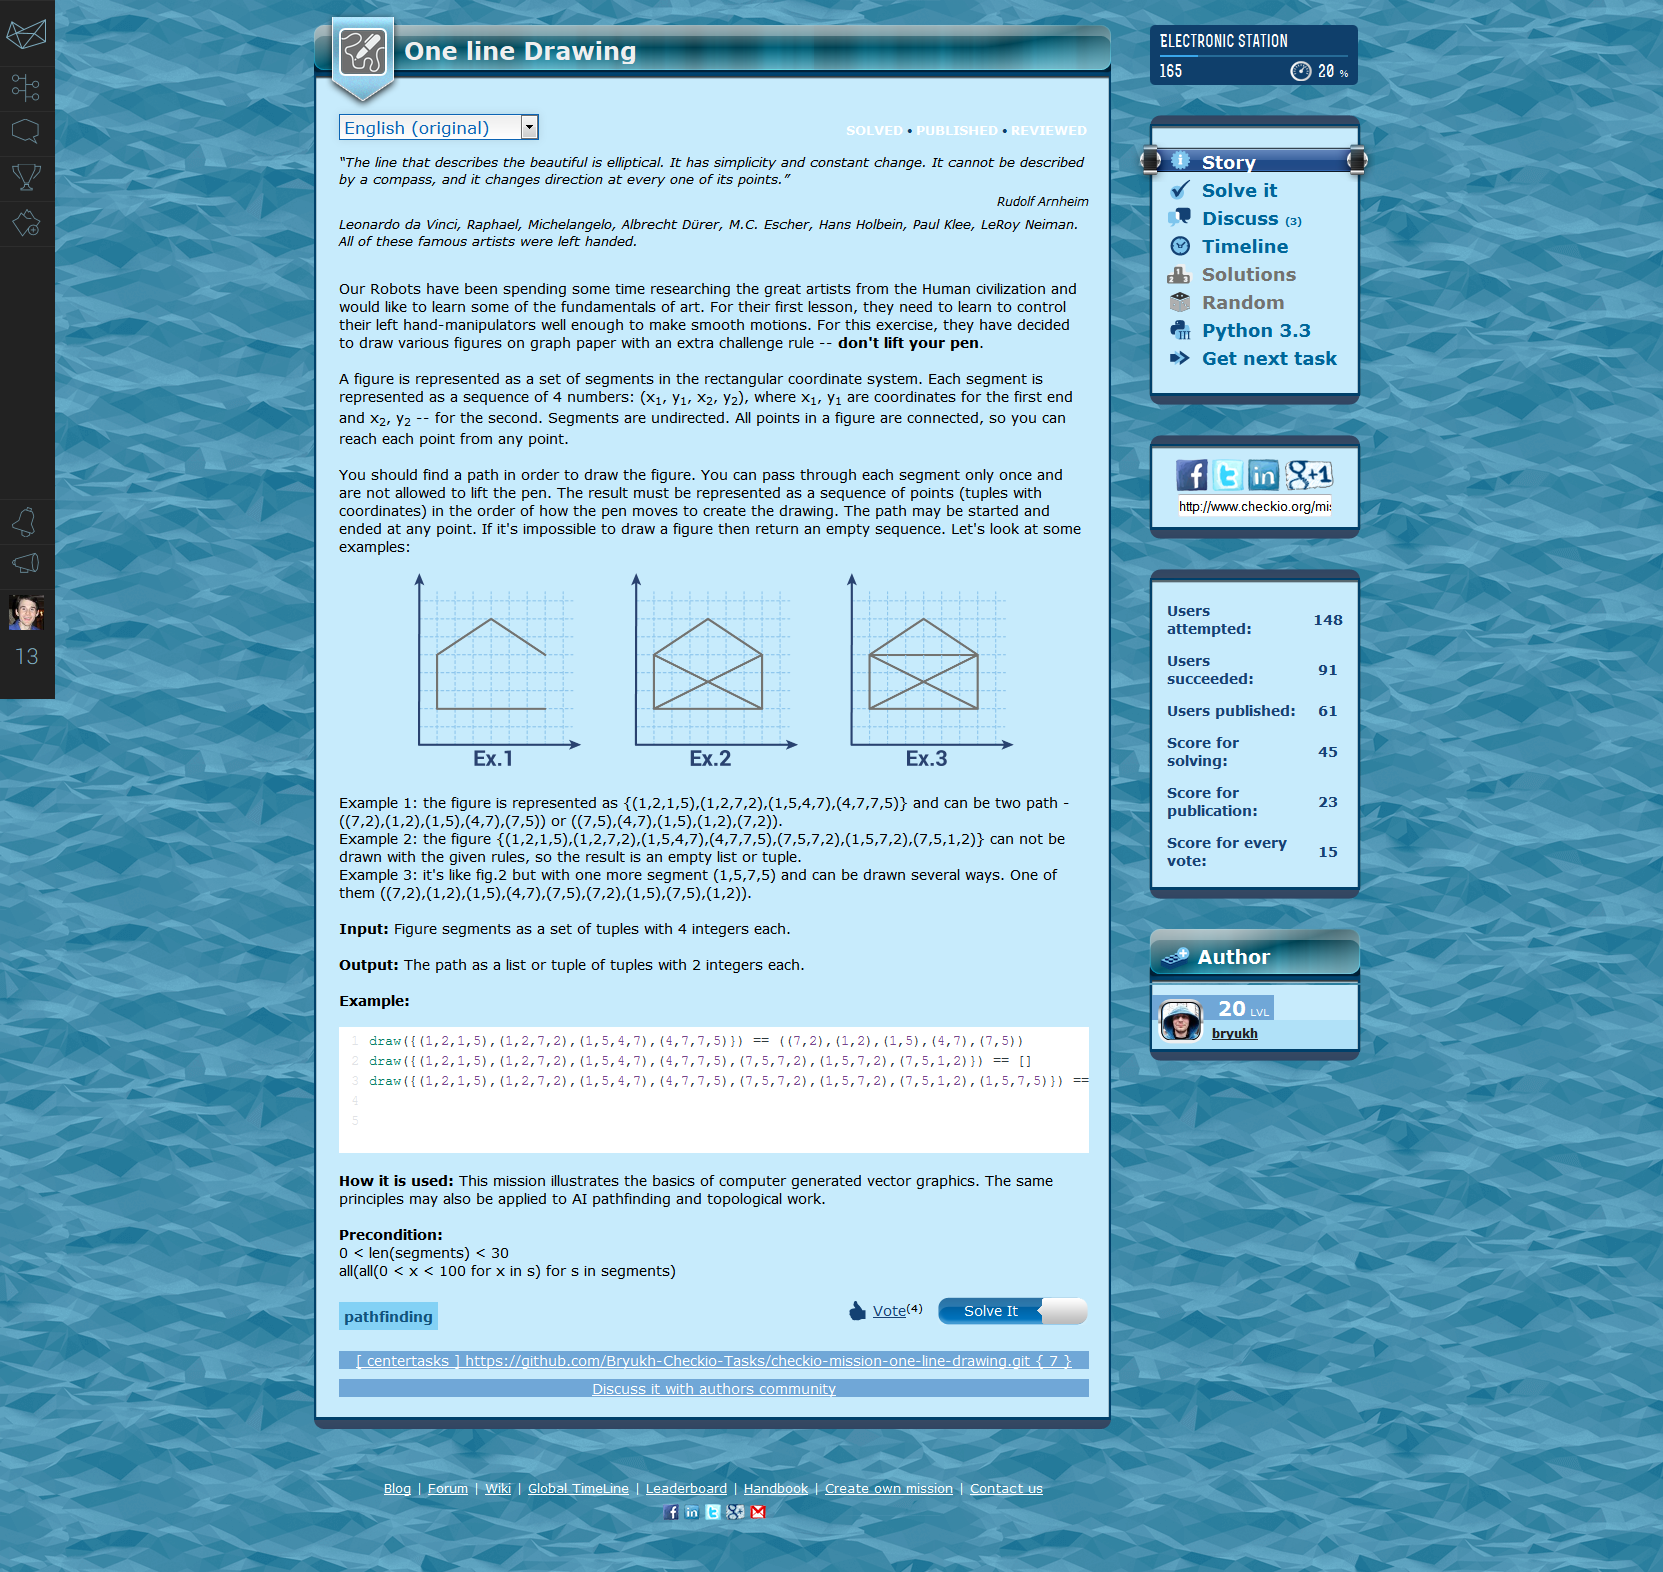 One line Drawing
English (original)
SOLVED • PUBLISHED • REVIEWED
“The line that describes the beautiful is elliptical. It has simplicity and constant change. It cannot be described
by a compass, and it changes direction at every one of its points.”
Rudolf Arnheim
Leonardo da Vinci, Raphael, Michelangelo, Albrecht Dürer, M.C. Escher, Hans Holbein, Paul Klee, LeRoy Neiman.
All of these famous artists were left handed.
Our Robots have been spending some time researching the great artists from the Human civilization and
would like to learn some of the fundamentals of art. For their first lesson, they need to learn to control
their left hand-manipulators well enough to make smooth motions. For this exercise, they have decided
to draw various figures on graph paper with an extra challenge rule -- don't lift your pen.
A figure is represented as a set of segments in the rectangular coordinate system. Each segment is
represented as a sequence of 4 numbers: (x1, y1, x2, y2), where x1, y1 are coordinates for the first end
and x2, y2 -- for the second. Segments are undirected. All points in a figure are connected, so you can
reach each point from any point.
You should find a path in order to draw the figure. You can pass through each segment only once and
are not allowed to lift the pen. The result must be represented as a sequence of points (tuples with
coordinates) in the order of how the pen moves to create the drawing. The path may be started and
ended at any point. If it's impossible to draw a figure then return an empty sequence. Let's look at some
examples:
Ex.1 Ex.2 Ex.3
Example 1: the figure is represented as {(1,2,1,5),(1,2,7,2),(1,5,4,7),(4,7,7,5)} and can be two path -
((7,2),(1,2),(1,5),(4,7),(7,5)) or ((7,5),(4,7),(1,5),(1,2),(7,2)).
Example 2: the figure {(1,2,1,5),(1,2,7,2),(1,5,4,7),(4,7,7,5),(7,5,7,2),(1,5,7,2),(7,5,1,2)} can not be
drawn with the given rules, so the result is an empty list or tuple.
Example 3: it's like fig.2 but with one more segment (1,5,7,5) and can be drawn several ways. One of
them ((7,2),(1,2),(1,5),(4,7),(7,5),(7,2),(1,5),(7,5),(1,2)).
Input: Figure segments as a set of tuples with 4 integers each.
Output: The path as a list or tuple of tuples with 2 integers each.
Example:
1 draw({(1,2,1,5),(1,2,7,2),(1,5,4,7),(4,7,7,5)}) == ((7,2),(1,2),(1,5),(4,7),(7,5))
2 draw({(1,2,1,5),(1,2,7,2),(1,5,4,7),(4,7,7,5),(7,5,7,2),(1,5,7,2),(7,5,1,2)}) == []
3 draw({(1,2,1,5),(1,2,7,2),(1,5,4,7),(4,7,7,5),(7,5,7,2),(1,5,7,2),(7,5,1,2),(1,5,7,5)}) ==
4
5
How it is used: This mission illustrates the basics of computer generated vector graphics. The same
principles may also be applied to AI pathfinding and topological work.
Precondition:
0 < len(segments) < 30
all(all(0 < x < 100 for x in s) for s in segments)
pathfinding
Vote(4)
Solve It
[ centertasks ] https://github.com/Bryukh-Checkio-Tasks/checkio-mission-one-line-drawing.git { 7 }
Discuss it with authors community
ELECTRONIC STATION
165 20 %
Story
Solve it
Discuss (3)
Timeline
Solutions
Random
Python 3.3
Get next task
http://www.checkio.org/mis
Users
attempted: 148
Users
succeeded: 91
Users published: 61
Score for
solving: 45
Score for
publication: 23
Score for every
vote: 15
Author
20 LVL
bryukh
13
Blog | Forum | Wiki | Global TimeLine | Leaderboard | Handbook | Create own mission | Contact us